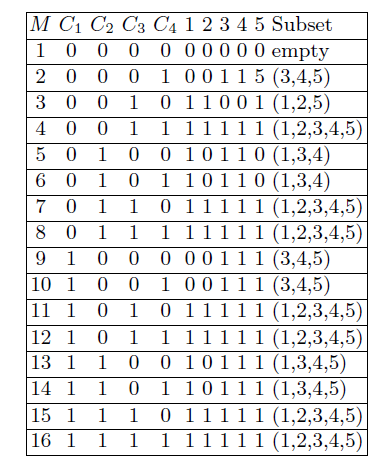 M C1 C2 C3 C4 1 2 3 4 5 Subset
1 0 0 0 0 0 0 0 0 0 empty
2 0 0 0 1 0 0 1 1 5 (3,4,5)
3 0 0 1 0 1 1 0 0 1 (1,2,5)
4 0 0 1 1 1 1 1 1 1 (1,2,3,4,5)
5 0 1 0 0 1 0 1 1 0 (1,3,4)
6 0 1 0 1 1 0 1 1 0 (1,3,4)
7 0 1 1 0 1 1 1 1 1 (1,2,3,4,5)
8 0 1 1 1 1 1 1 1 1 (1,2,3,4,5)
9 1 0 0 0 0 0 1 1 1 (3,4,5)
10 1 0 0 1 0 0 1 1 1 (3,4,5)
11 1 0 1 0 1 1 1 1 1 (1,2,3,4,5)
12 1 0 1 1 1 1 1 1 1 (1,2,3,4,5)
13 1 1 0 0 1 0 1 1 1 (1,3,4,5)
14 1 1 0 1 1 0 1 1 1 (1,3,4,5)
15 1 1 1 0 1 1 1 1 1 (1,2,3,4,5)
16 1 1 1 1 1 1 1 1 1 (1,2,3,4,5)